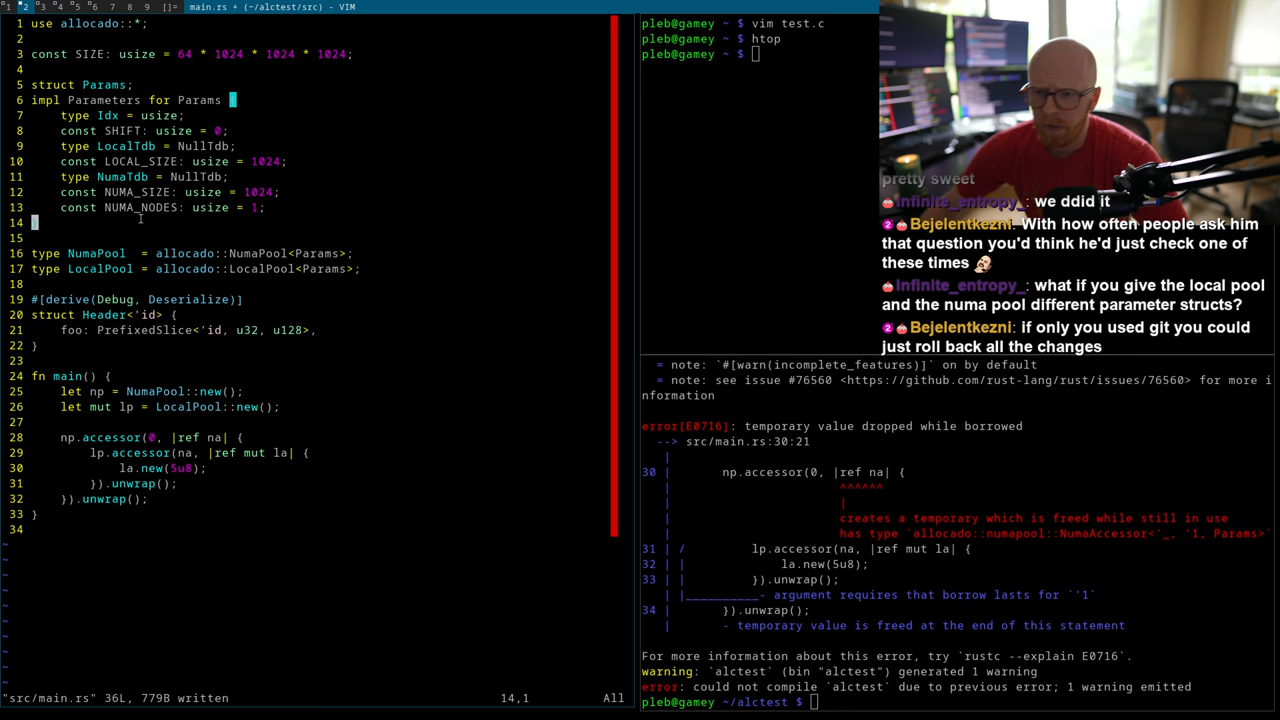 1 2 3 4 5 6 7 8 9 []= main.rs + (~/alctest/src) - VIM
1 use allocado::*;
2
3 const SIZE: usize = 64 * 1024 * 1024 * 1024;
4
5 struct Params;
6 impl Parameters for Params {
7 type Idx = usize;
8 const SHIFT: usize = 0;
9 type LocalTdb = NullTdb;
10 const LOCAL_SIZE: usize = 1024;
11 type NumaTdb = NullTdb;
12 const NUMA_SIZE: usize = 1024;
13 const NUMA_NODES: usize = 1;
14 }
15
16 type NumaPool  = allocado::NumaPool<Params>;
17 type LocalPool = allocado::LocalPool<Params>;
18
19 #[derive(Debug, Deserialize)]
20 struct Header<'id> {
21 foo: PrefixedSlice<'id, u32, u128>,
22 }
23
24 fn main() {
25 let np = NumaPool::new();
26 let mut lp = LocalPool::new();
27
28 np.accessor(0, |ref na| {
29 lp.accessor(na, |ref mut la| {
30 la.new(5u8);
31 }).unwrap();
32 }).unwrap();
33 }
34
~
~
~
~
~
~
~
~
~
~
"src/main.rs" 36L, 779B written 14,1 All
pleb@gamey ~ $ vim test.c
pleb@gamey ~ $ htop
pleb@gamey ~ $
pretty sweet
Infinite_entropy_: we ddid it
2 Bejelentkezni: With how often people ask him
that question you'd think he'd just check one of
these times
Infinite_entropy_: what if you give the local pool
and the numa pool different parameter structs?
2 Bejelentkezni: if only you used git you could
just roll back all the changes
= note: `#[warn(incomplete_features)]` on by default
= note: see issue #76560 <https://github.com/rust-lang/rust/issues/76560> for more i
nformation
error[E0716]: temporary value dropped while borrowed
--> src/main.rs:30:21
|
30 | np.accessor(0, |ref na| {
| ^^^^^^
| |
| creates a temporary which is freed while still in use
| has type `allocado::numapool::NumaAccessor<'_, '1, Params>`
31 | / lp.accessor(na, |ref mut la| {
32 | | la.new(5u8);
33 | | }).unwrap();
| |__________- argument requires that borrow lasts for `'1`
34 | }).unwrap();
| - temporary value is freed at the end of this statement
For more information about this error, try `rustc --explain E0716`.
warning: `alctest` (bin "alctest") generated 1 warning
error: could not compile `alctest` due to previous error; 1 warning emitted
pleb@gamey ~/alctest $